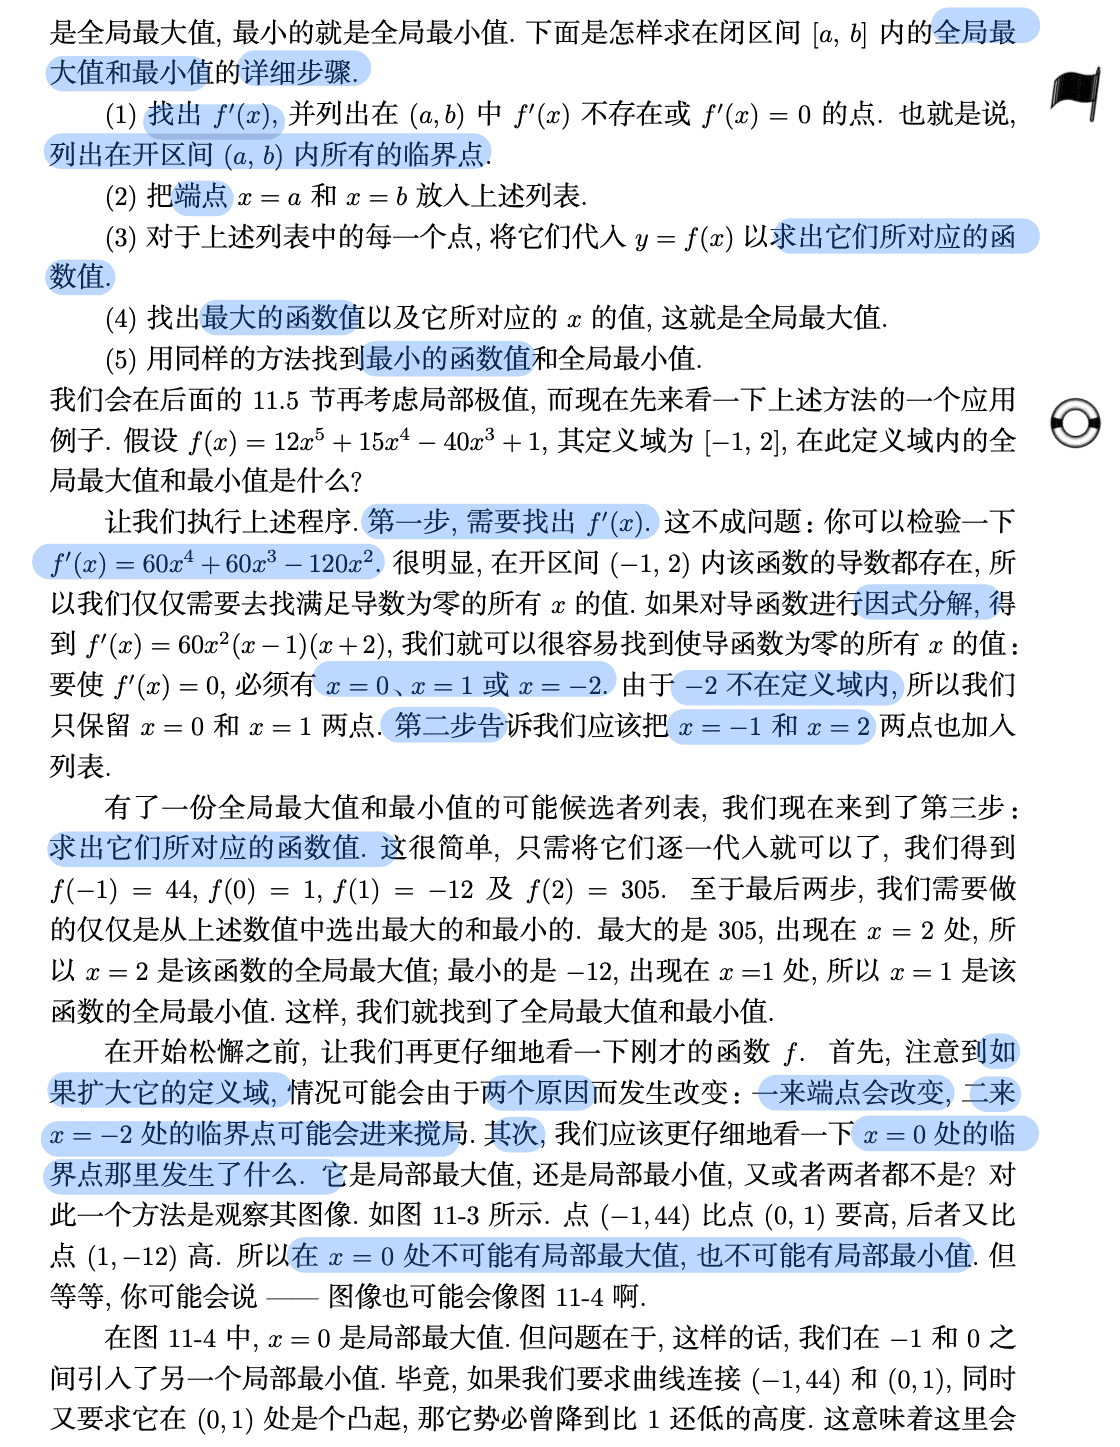 是全局最大值, 最小的就是全局最小值. 下面是怎样求在闭区间 [a, b] 内的全局最
大值和最小值的详细步骤.
(1) 找出 f′(x), 并列出在 (a, b) 中 f′(x) 不存在或 f′(x) = 0 的点. 也就是说,
列出在开区间 (a, b) 内所有的临界点.
(2) 把端点 x = a 和 x = b 放入上述列表.
(3) 对于上述列表中的每一个点, 将它们代入 y = f(x) 以求出它们所对应的函
数值.
(4) 找出最大的函数值以及它所对应的 x 的值, 这就是全局最大值.
(5) 用同样的方法找到最小的函数值和全局最小值.
我们会在后面的 11.5 节再考虑局部极值, 而现在先来看一下上述方法的一个应用
例子. 假设 f(x) = 12x⁵ + 15x⁴ − 40x³ + 1, 其定义域为 [−1, 2], 在此定义域内的全
局最大值和最小值是什么?
让我们执行上述程序. 第一步, 需要找出 f′(x). 这不成问题: 你可以检验一下
f′(x) = 60x⁴ + 60x³ − 120x². 很明显, 在开区间 (−1, 2) 内该函数的导数都存在, 所
以我们仅仅需要去找满足导数为零的所有 x 的值. 如果对导函数进行因式分解, 得
到 f′(x) = 60x²(x − 1)(x + 2), 我们就可以很容易找到使导函数为零的所有 x 的值:
要使 f′(x) = 0, 必须有 x = 0、x = 1 或 x = −2. 由于 −2 不在定义域内, 所以我们
只保留 x = 0 和 x = 1 两点. 第二步告诉我们应该把 x = −1 和 x = 2 两点也加入
列表.
有了一份全局最大值和最小值的可能候选者列表, 我们现在来到了第三步:
求出它们所对应的函数值. 这很简单, 只需将它们逐一代入就可以了, 我们得到
f(−1) = 44, f(0) = 1, f(1) = −12 及 f(2) = 305. 至于最后两步, 我们需要做
的仅仅是从上述数值中选出最大的和最小的. 最大的是 305, 出现在 x = 2 处, 所
以 x = 2 是该函数的全局最大值; 最小的是 −12, 出现在 x =1 处, 所以 x = 1 是该
函数的全局最小值. 这样, 我们就找到了全局最大值和最小值.
在开始松懈之前, 让我们再更仔细地看一下刚才的函数 f. 首先, 注意到如
果扩大它的定义域, 情况可能会由于两个原因而发生改变: 一来端点会改变, 二来
x = −2 处的临界点可能会进来搅局. 其次, 我们应该更仔细地看一下 x = 0 处的临
界点那里发生了什么. 它是局部最大值, 还是局部最小值, 又或者两者都不是? 对
此一个方法是观察其图像. 如图 11-3 所示. 点 (−1, 44) 比点 (0, 1) 要高, 后者又比
点 (1, −12) 高. 所以在 x = 0 处不可能有局部最大值, 也不可能有局部最小值. 但
等等, 你可能会说 —— 图像也可能会像图 11-4 啊.
在图 11-4 中, x = 0 是局部最大值. 但问题在于, 这样的话, 我们在 −1 和 0 之
间引入了另一个局部最小值. 毕竟, 如果我们要求曲线连接 (−1, 44) 和 (0, 1), 同时
又要求它在 (0, 1) 处是个凸起, 那它势必曾降到比 1 还低的高度. 这意味着这里会